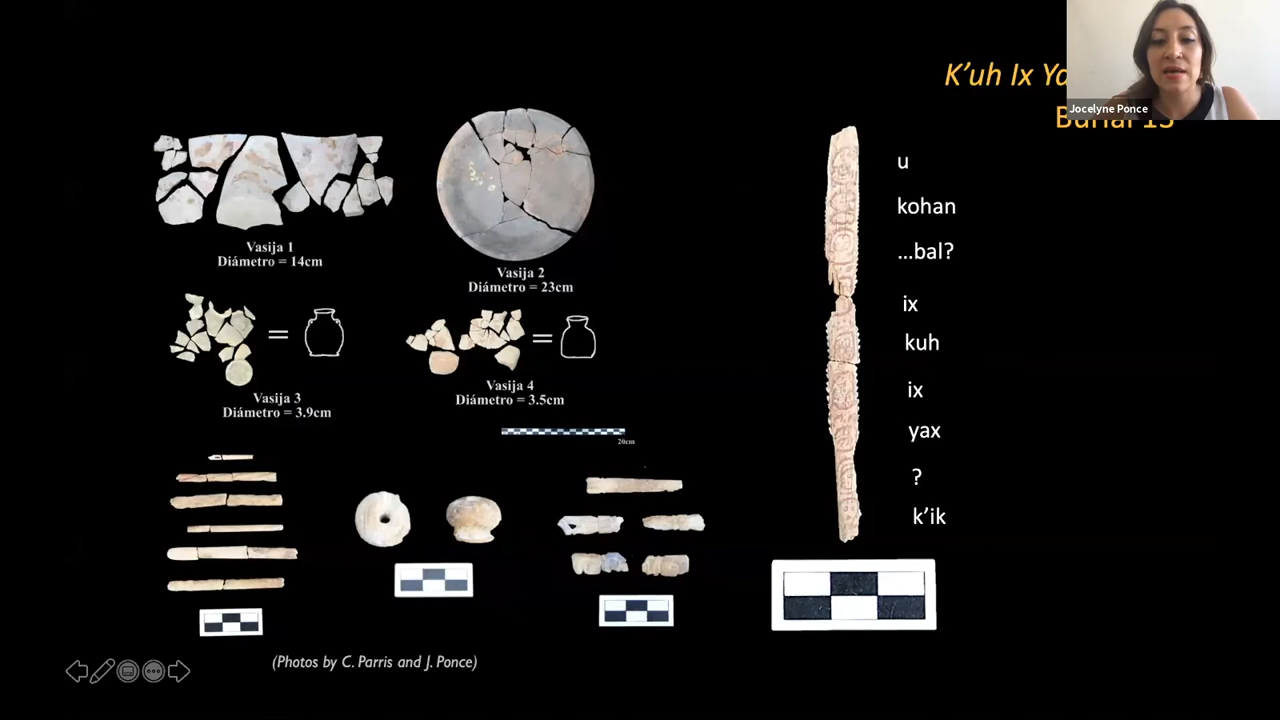 K'uh Ix
Jocelyne Ponce
Burial 13
Vasija 1
Diámetro = 14cm
Vasija 2
Diámetro = 23cm
=
Vasija 3
Diámetro = 3.9cm
=
Vasija 4
Diámetro = 3.5cm
20cm
u
kohan
...bal?
ix
kuh
ix
yax
?
k'ik
(Photos by C. Parris and J. Ponce)